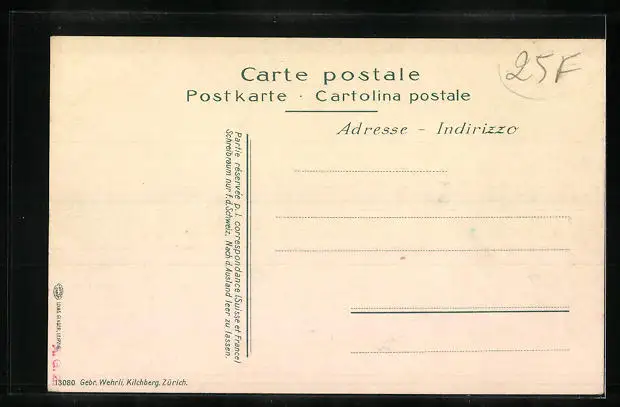 25F
Carte postale
Postkarte · Cartolina postale
Adresse - Indirizzo
Partie réservée p. l. correspondance (Suisse et France)
Schreibraum nur f. d. Schweiz. Nach d. Ausland leer zu lassen.
13080 Gebr. Wehrli, Kilchberg, Zürich.